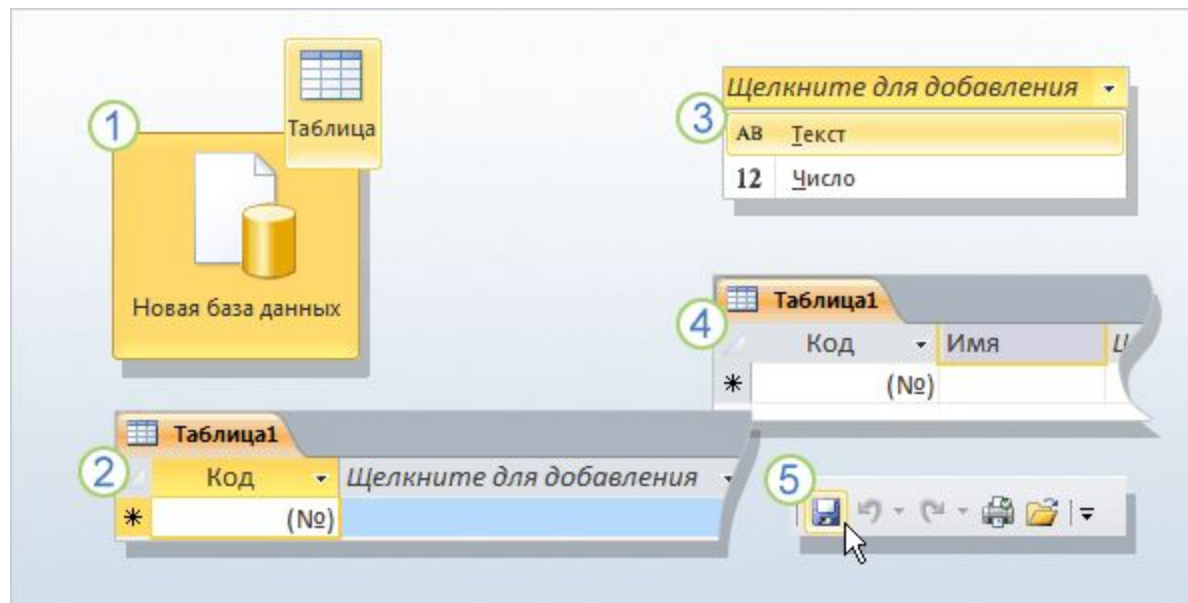 1
Таблица
Новая база данных
2
Таблица1
Код
Щелкните для добавления
(№)
3
Щелкните для добавления
AB Текст
12 Число
4
Таблица1
Код
Имя
(№)
5